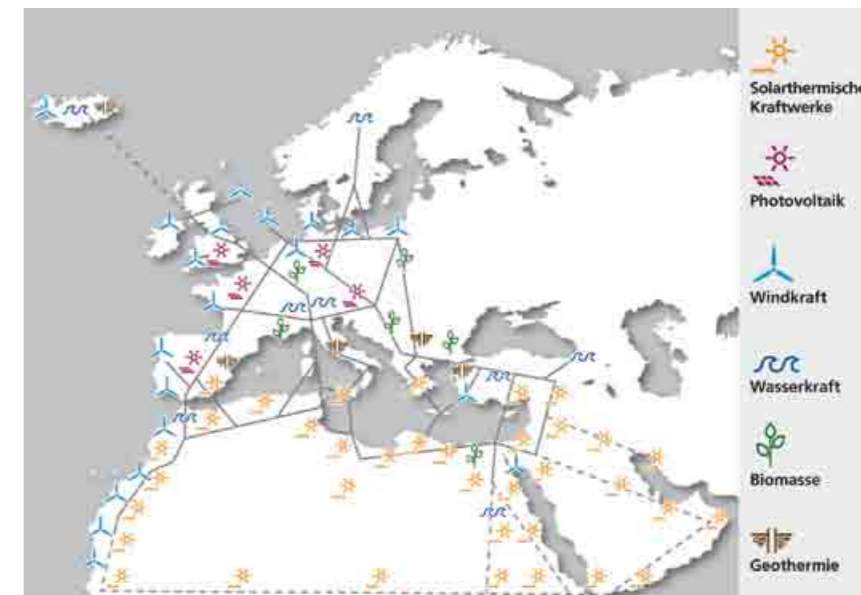 Solarthermische
Kraftwerke
Photovoltaik
Windkraft
Wasserkraft
Biomasse
Geothermie